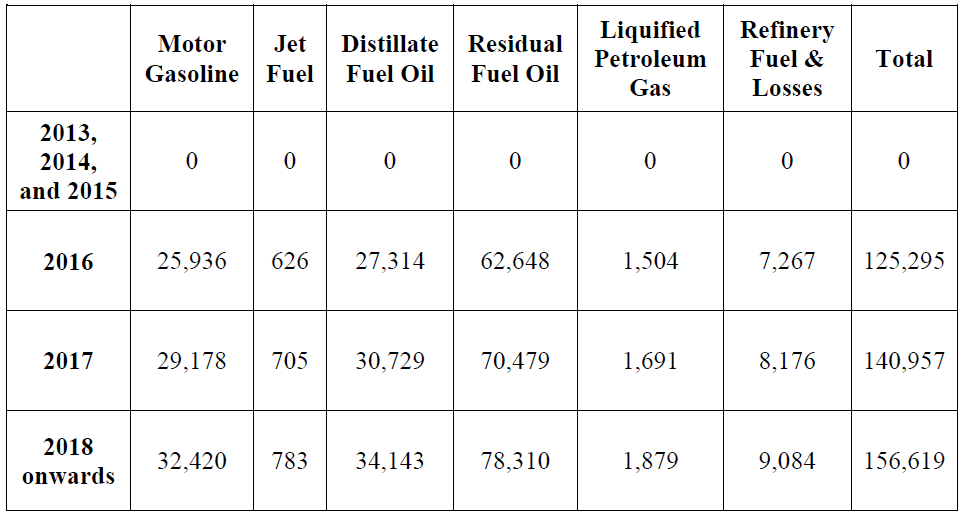 Motor Gasoline Jet Fuel Distillate Fuel Oil Residual Fuel Oil Liquified Petroleum Gas Refinery Fuel & Losses Total
2013, 2014, and 2015 0 0 0 0 0 0 0
2016 25,936 626 27,314 62,648 1,504 7,267 125,295
2017 29,178 705 30,729 70,479 1,691 8,176 140,957
2018 onwards 32,420 783 34,143 78,310 1,879 9,084 156,619